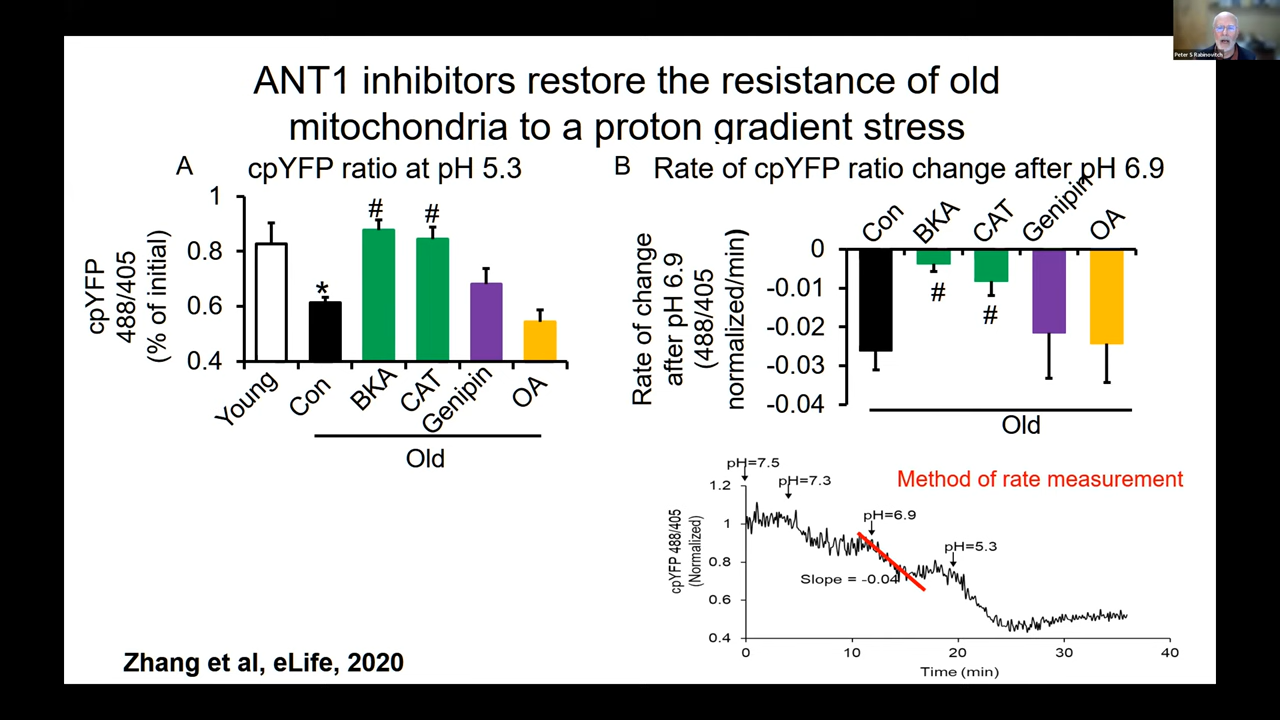 Peter S Rabinovitch
ANT1 inhibitors restore the resistance of old
mitochondria to a proton gradient stress
A
cpYFP ratio at pH 5.3
cpYFP
488/405
(% of initial)
1
0.8
0.6
0.4
*
#
#
Young
Con
BKA
CAT
Genipin
OA
Old
B
Rate of cpYFP ratio change after pH 6.9
Rate of change
after pH 6.9
(488/405
normalized/min)
Con
BKA
CAT
Genipin
OA
0
-0.01
-0.02
-0.03
-0.04
#
#
Old
Method of rate measurement
cpYFP 488/405
(Normalized)
1.2
1
0.8
0.6
0.4
pH=7.5
pH=7.3
pH=6.9
pH=5.3
Slope = -0.04
0
10
20
30
40
Time (min)
Zhang et al, eLife, 2020